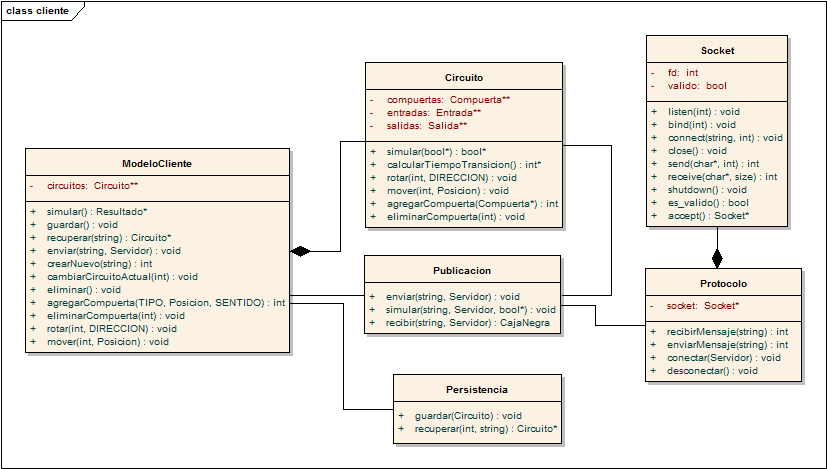 class cliente
ModeloCliente
- circuitos: Circuito**
+ simular() : Resultado*
+ guardar() : void
+ recuperar(string) : Circuito*
+ enviar(string, Servidor) : void
+ crearNuevo(string) : int
+ cambiarCircuitoActual(int) : void
+ eliminar() : void
+ agregarCompuerta(TIPO, Posicion, SENTIDO) : int
+ eliminarCompuerta(int) : void
+ rotar(int, DIRECCION) : void
+ mover(int, Posicion) : void
Circuito
- compuertas: Compuerta**
- entradas: Entrada**
- salidas: Salida**
+ simular(bool*) : bool*
+ calcularTiempoTransicion() : int*
+ rotar(int, DIRECCION) : void
+ mover(int, Posicion) : void
+ agregarCompuerta(Compuerta*) : int
+ eliminarCompuerta(int) : void
Publicacion
+ enviar(string, Servidor) : void
+ simular(string, Servidor, bool*) : void
+ recibir(string, Servidor) : CajaNegra
Persistencia
+ guardar(Circuito) : void
+ recuperar(int, string) : Circuito*
Socket
- fd: int
- valido: bool
+ listen(int) : void
+ bind(int) : void
+ connect(string, int) : void
+ close() : void
+ send(char*, int) : int
+ receive(char*, size) : int
+ shutdown() : void
+ es_valido() : bool
+ accept() : Socket*
Protocolo
- socket: Socket*
+ recibirMensaje(string) : int
+ enviarMensaje(string) : int
+ conectar(Servidor) : void
+ desconectar() : void